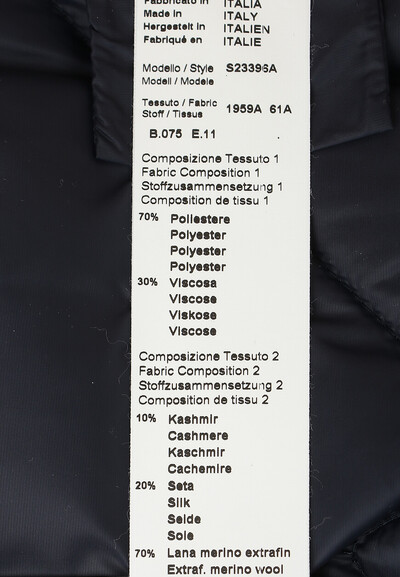 Fabbricato in ITALIA
Made in ITALY
Hergestellt in ITALIEN
Fabriqué en ITALIE
Modello / Style S23396A
Modell / Modele
Tessuto / Fabric 1959A 61A
Stoff / Tissus
B.075 E.11
Composizione Tessuto 1
Fabric Composition 1
Stoffzusammensetzung 1
Composition de tissu 1
70% Poliestere
Polyester
Polyester
Polyester
30% Viscosa
Viscose
Viskose
Viscose
Composizione Tessuto 2
Fabric Composition 2
Stoffzusammensetzung 2
Composition de tissu 2
10% Kashmir
Cashmere
Kaschmir
Cachemire
20% Seta
Silk
Seide
Soie
70% Lana merino extrafin
Extraf. merino wool